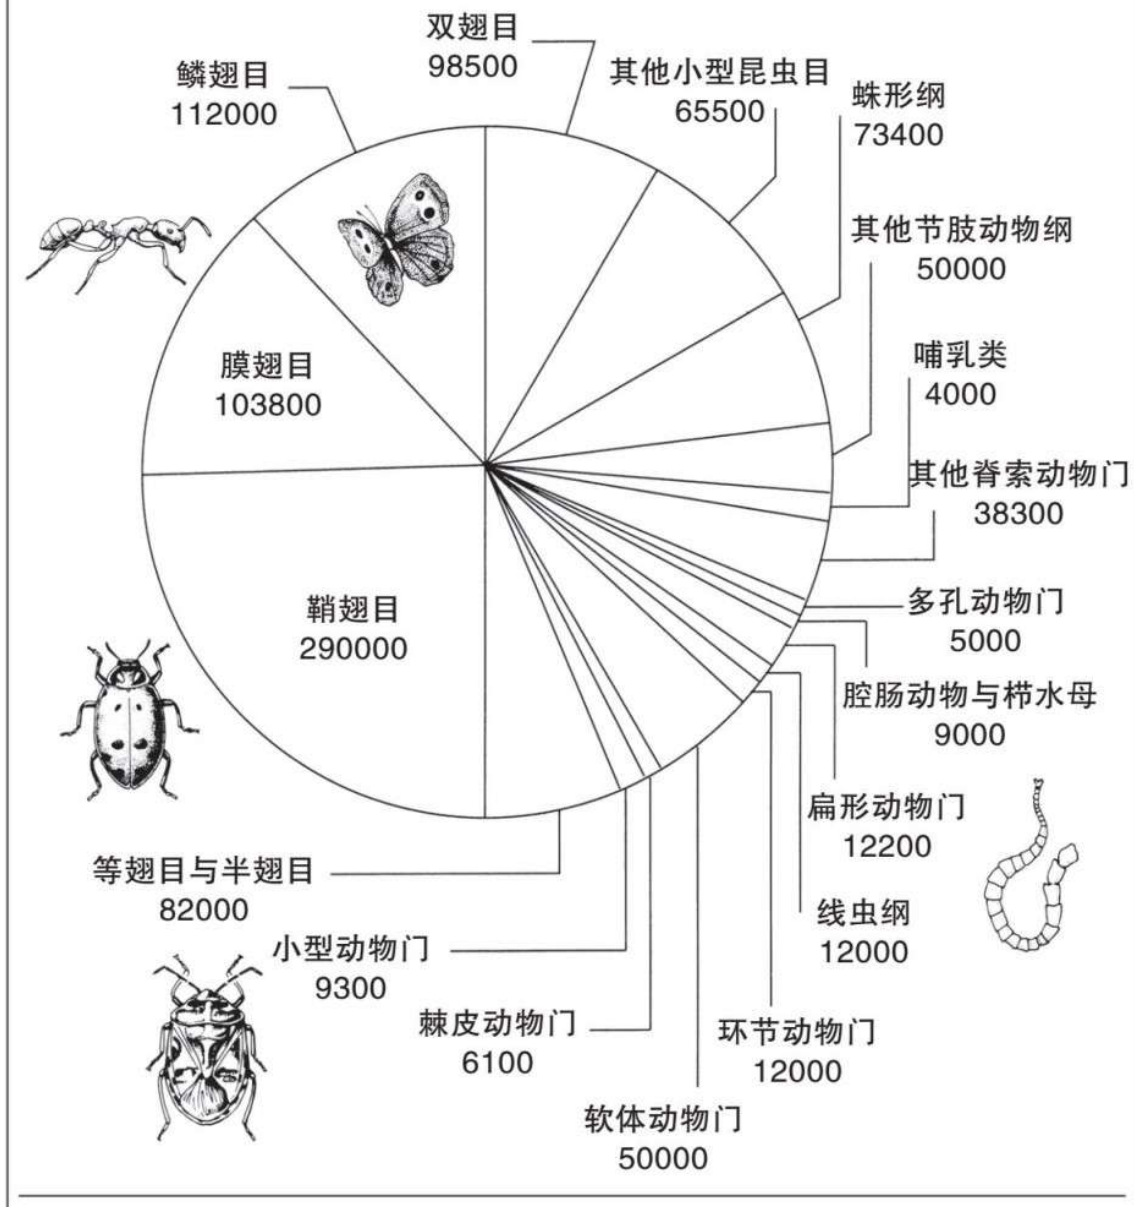 双翅目
98500
鳞翅目
112000
其他小型昆虫目
65500
蛛形纲
73400
其他节肢动物纲
50000
哺乳类
4000
膜翅目
103800
其他脊索动物门
38300
鞘翅目
290000
多孔动物门
5000
腔肠动物与栉水母
9000
扁形动物门
12200
等翅目与半翅目
82000
线虫纲
12000
小型动物门
9300
棘皮动物门
6100
环节动物门
12000
软体动物门
50000